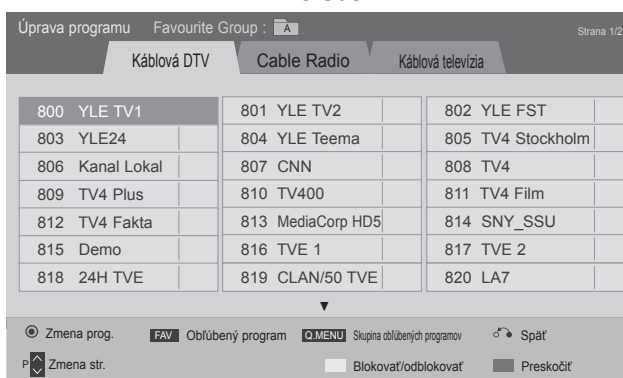 Úprava programu Favourite Group : A Strana 1/2
Káblová DTV Cable Radio Káblová televízia
800 YLE TV1 801 YLE TV2 802 YLE FST
803 YLE24 804 YLE Teema 805 TV4 Stockholm
806 Kanal Lokal 807 CNN 808 TV4
809 TV4 Plus 810 TV400 811 TV4 Film
812 TV4 Fakta 813 MediaCorp HD5 814 SNY_SSU
815 Demo 816 TVE 1 817 TVE 2
818 24H TVE 819 CLAN/50 TVE 820 LA7
Zmena prog. FAV Obľúbený program Q.MENU Skupina obľúbených programov Späť
P Zmena str. Blokovať/odblokovať Preskočiť